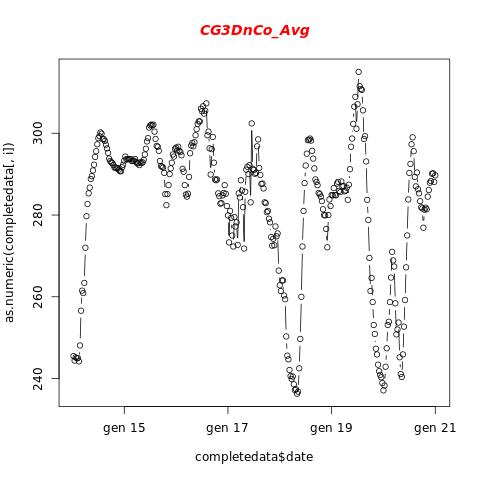 CG3DnCo_Avg
as.numeric(completedata[, i])
300
280
260
240
gen 15
gen 17
gen 19
gen 21
completedata$date